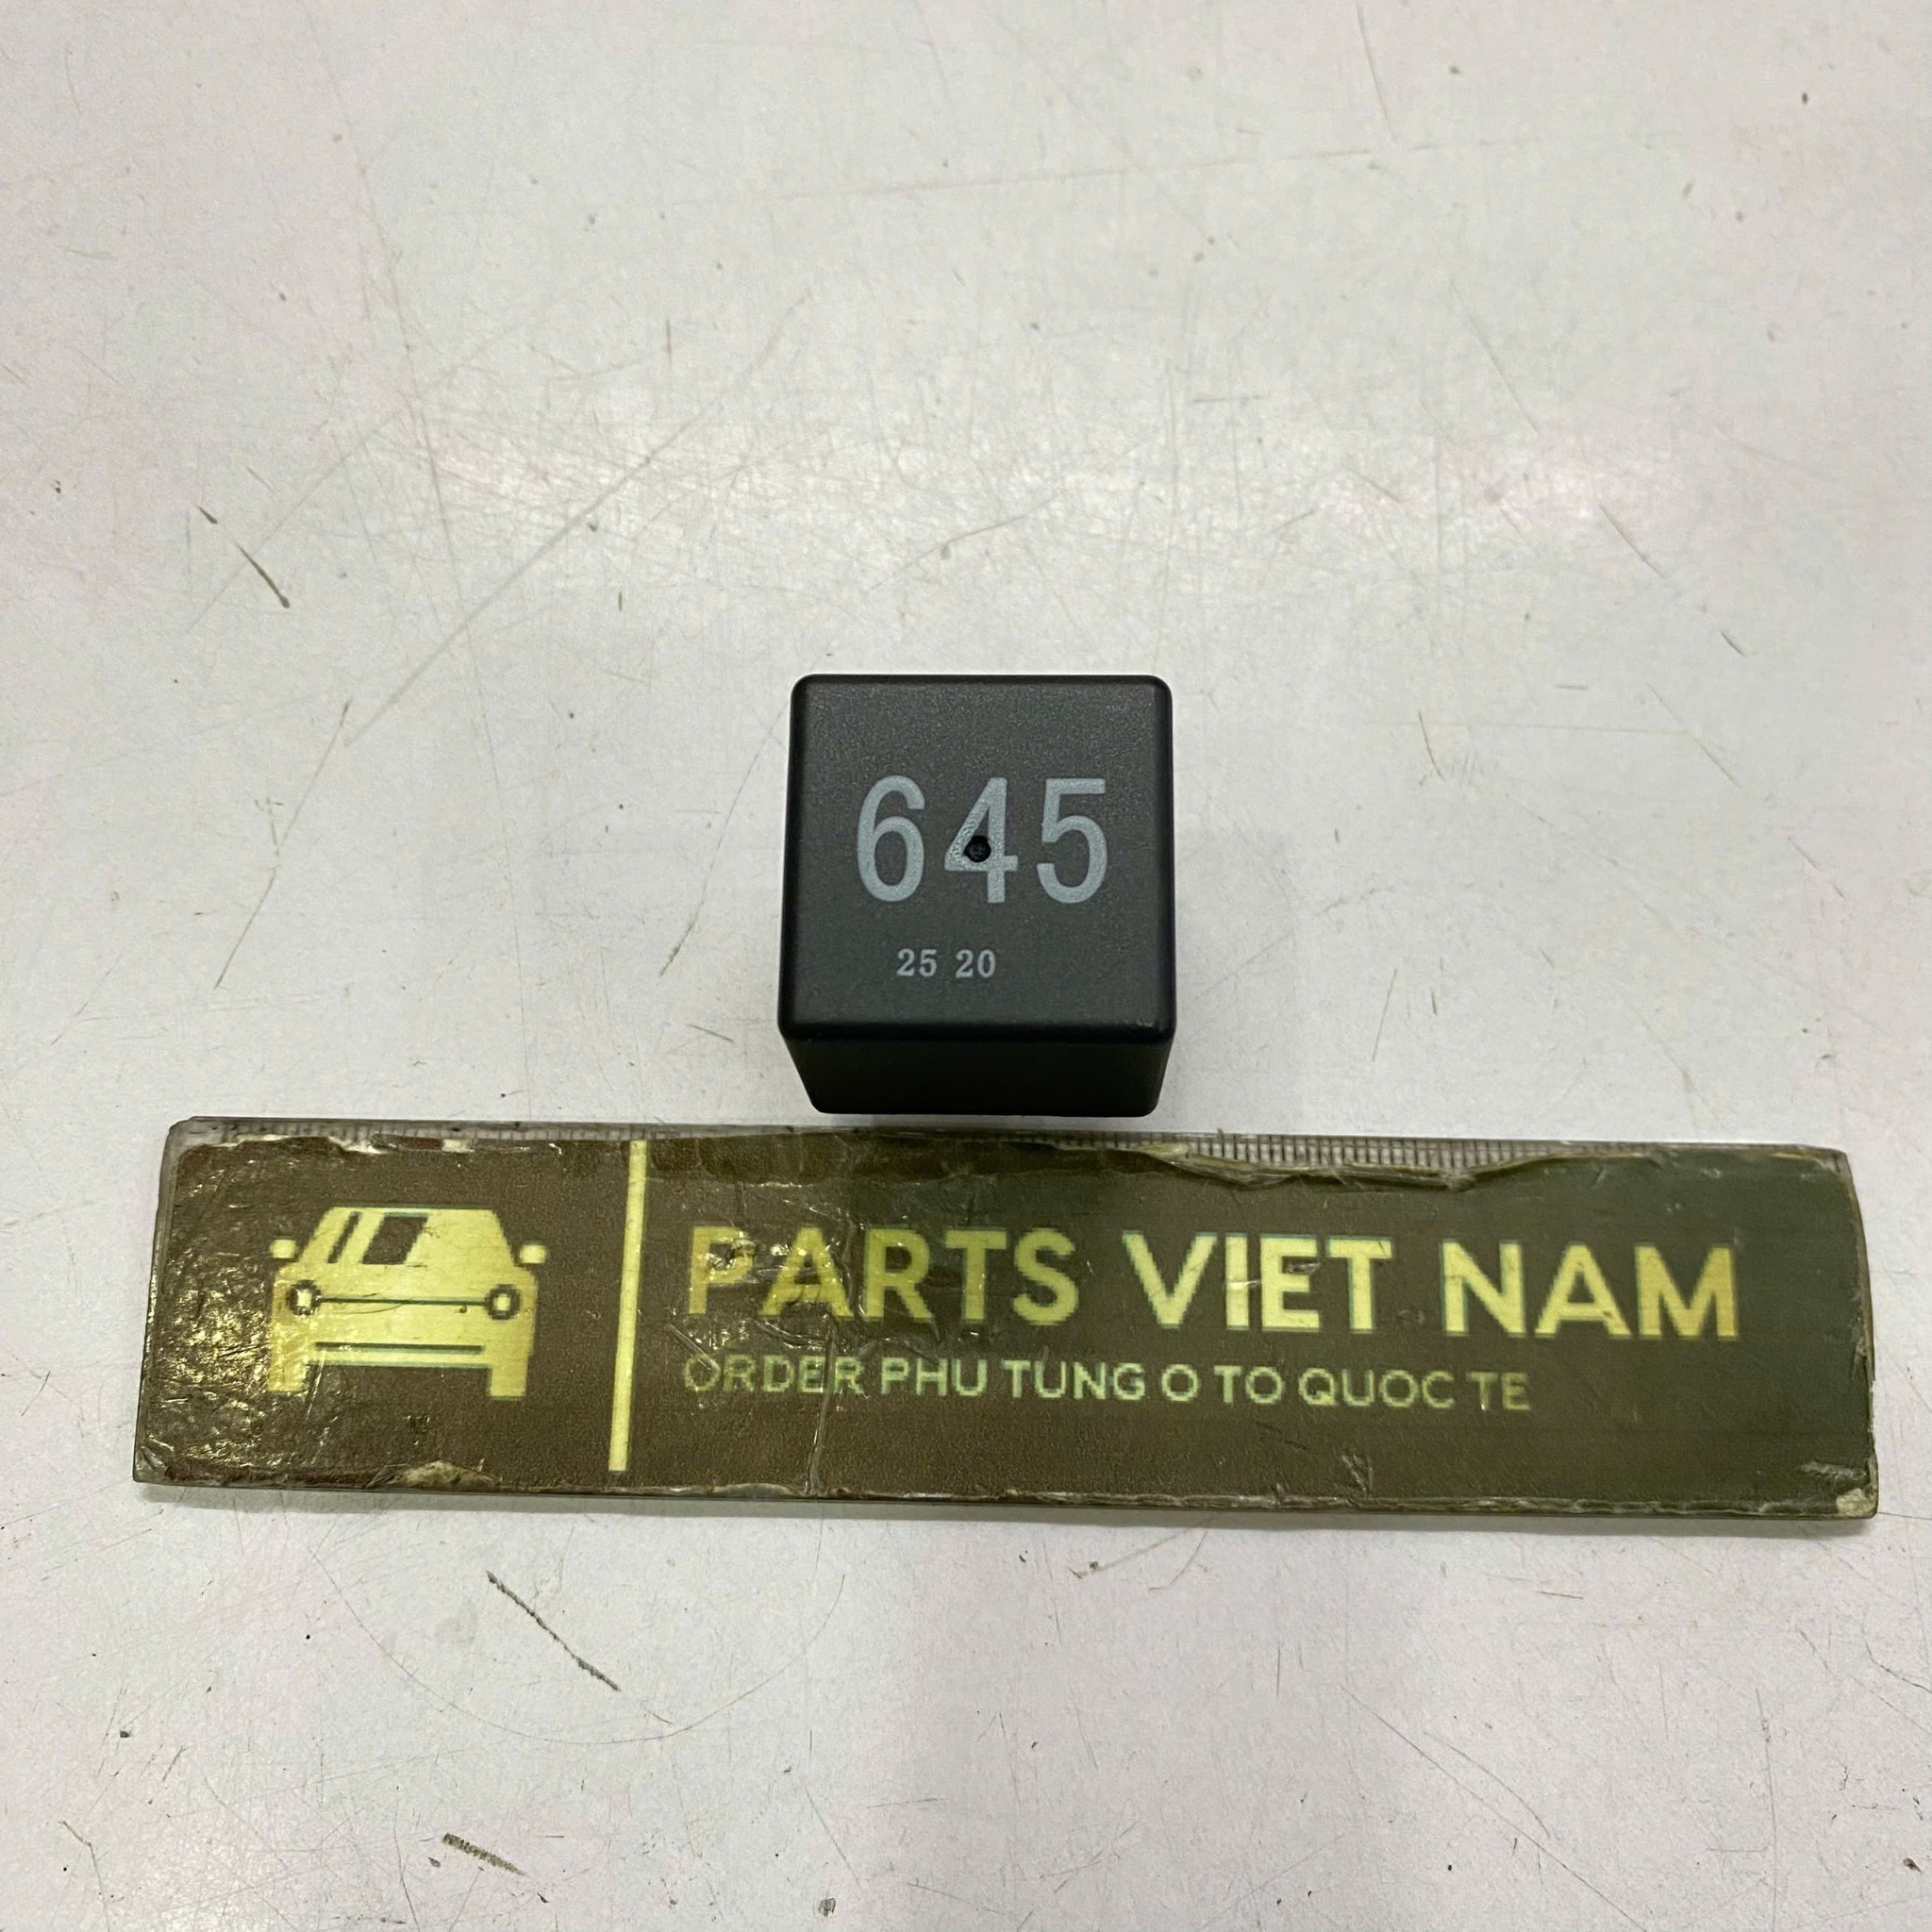 645
25 20
PARTS VIET NAM
ORDER PHU TUNG O TO QUOC TE